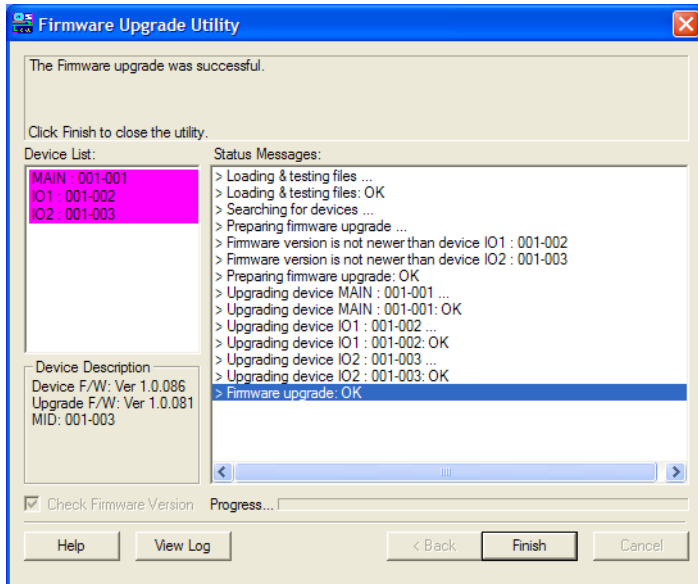 Firmware Upgrade Utility
The Firmware upgrade was successful.
Click Finish to close the utility.
Device List:
MAIN : 001-001
IO1 : 001-002
IO2 : 001-003
Status Messages:
> Loading & testing files ...
> Loading & testing files: OK
> Searching for devices ...
> Preparing firmware upgrade ...
> Firmware version is not newer than device IO1 : 001-002
> Firmware version is not newer than device IO2 : 001-003
> Preparing firmware upgrade: OK
> Upgrading device MAIN : 001-001 ...
> Upgrading device MAIN : 001-001: OK
> Upgrading device IO1 : 001-002 ...
> Upgrading device IO1 : 001-002: OK
> Upgrading device IO2 : 001-003 ...
> Upgrading device IO2 : 001-003: OK
> Firmware upgrade: OK
Device Description
Device F/W: Ver 1.0.086
Upgrade F/W: Ver 1.0.081
MID: 001-003
Check Firmware Version
Progress...
Help
View Log
< Back
Finish
Cancel